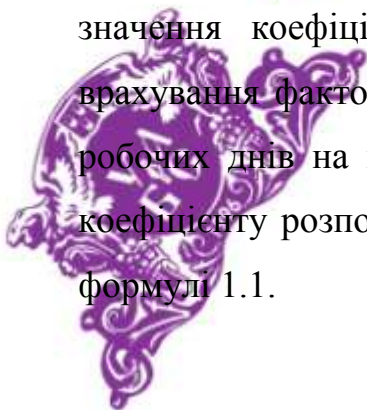 значення коефіці
врахування факто
робочих днів на
коефіцієнту розпо
формулі 1.1.